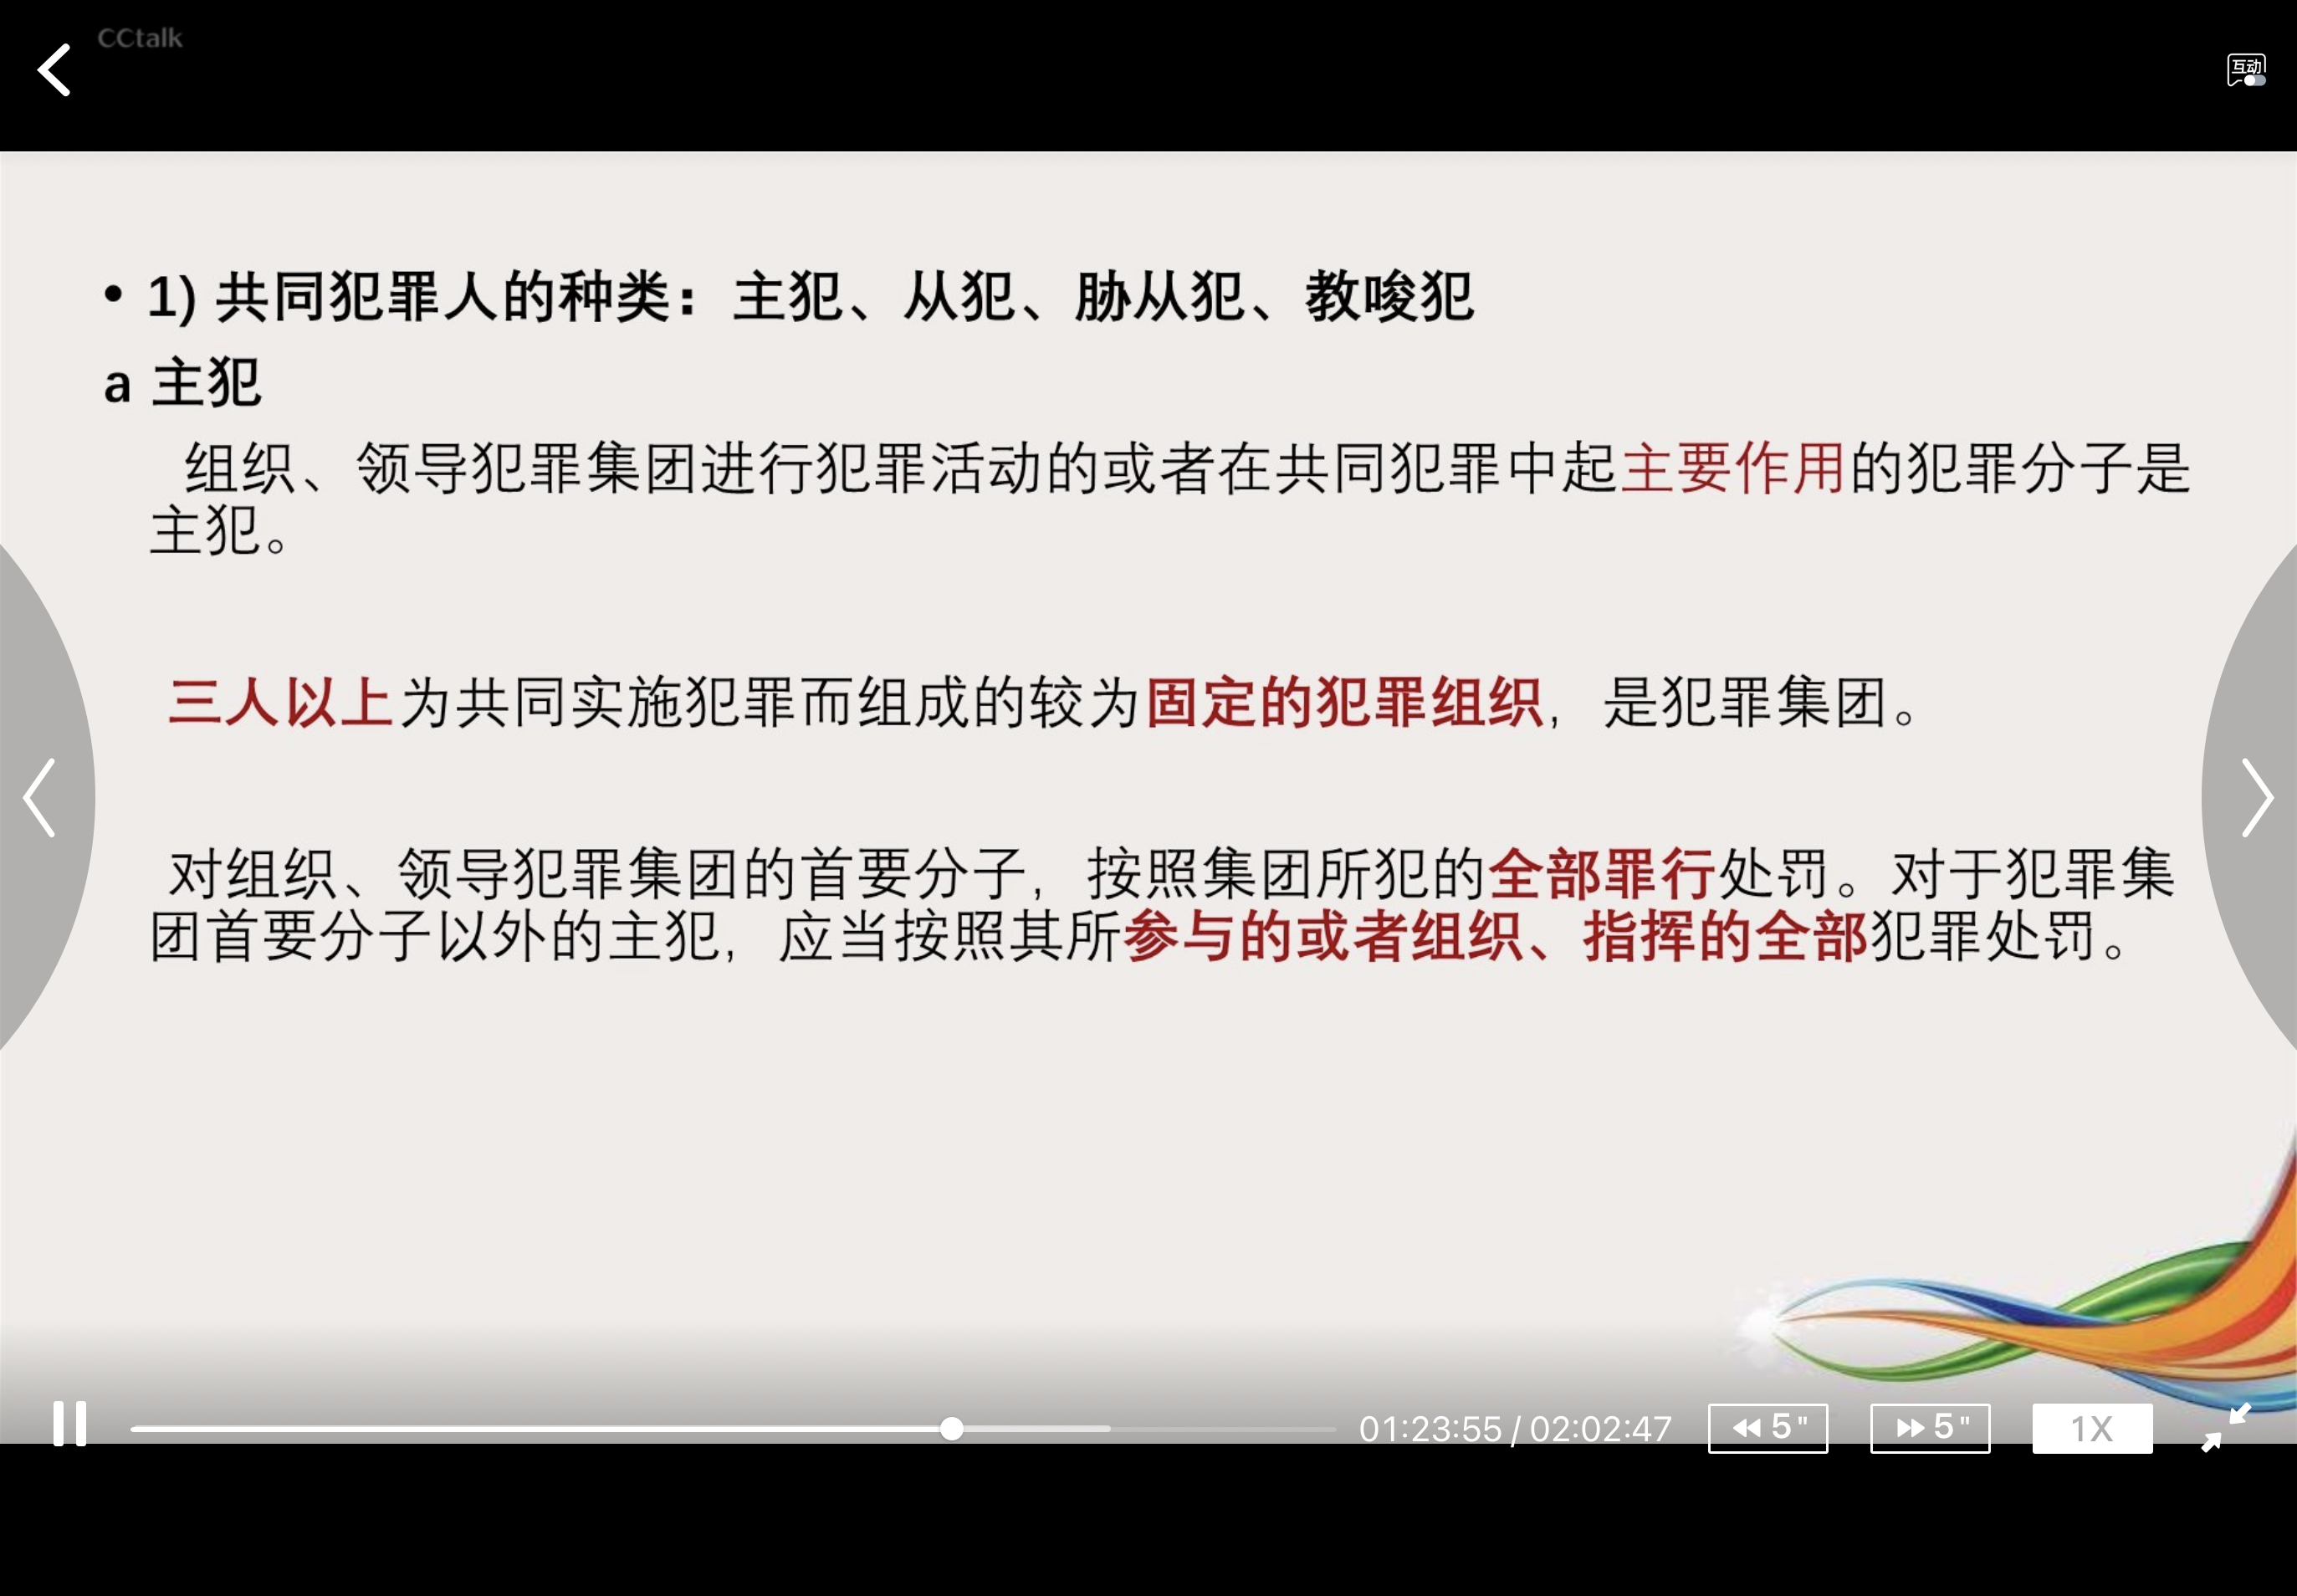 CCtalk
互动
• 1) 共同犯罪人的种类：主犯、从犯、胁从犯、教唆犯
a 主犯
组织、领导犯罪集团进行犯罪活动的或者在共同犯罪中起主要作用的犯罪分子是
主犯。
三人以上为共同实施犯罪而组成的较为固定的犯罪组织，是犯罪集团。
对组织、领导犯罪集团的首要分子，按照集团所犯的全部罪行处罚。对于犯罪集
团首要分子以外的主犯，应当按照其所参与的或者组织、指挥的全部犯罪处罚。
01:23:55 / 02:02:47 5" 5" 1X